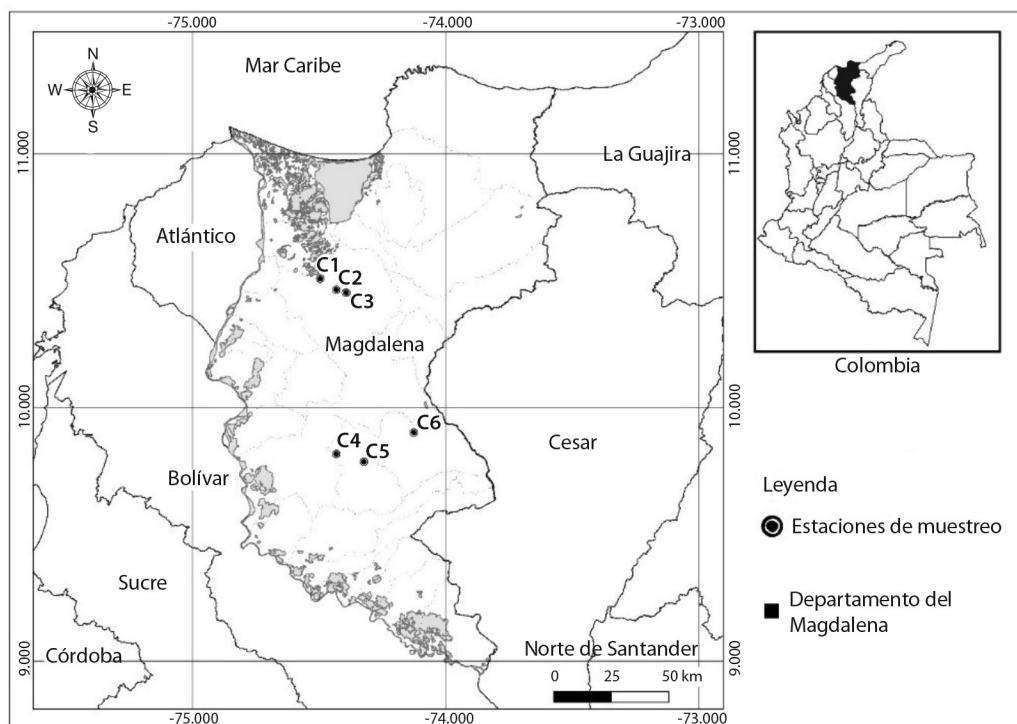 -75.000
-74.000
-73.000
Mar Caribe
N
W
E
S
11.000
11.000
La Guajira
Atlántico
C1
C2
C3
Magdalena
Colombia
10.000
10.000
C6
C4
C5
Cesar
Bolívar
Leyenda
Estaciones de muestreo
Sucre
Departamento del
Magdalena
Córdoba
Norte de Santander
9.000
9.000
0 25 50 km
-75.000
-74.000
-73.000